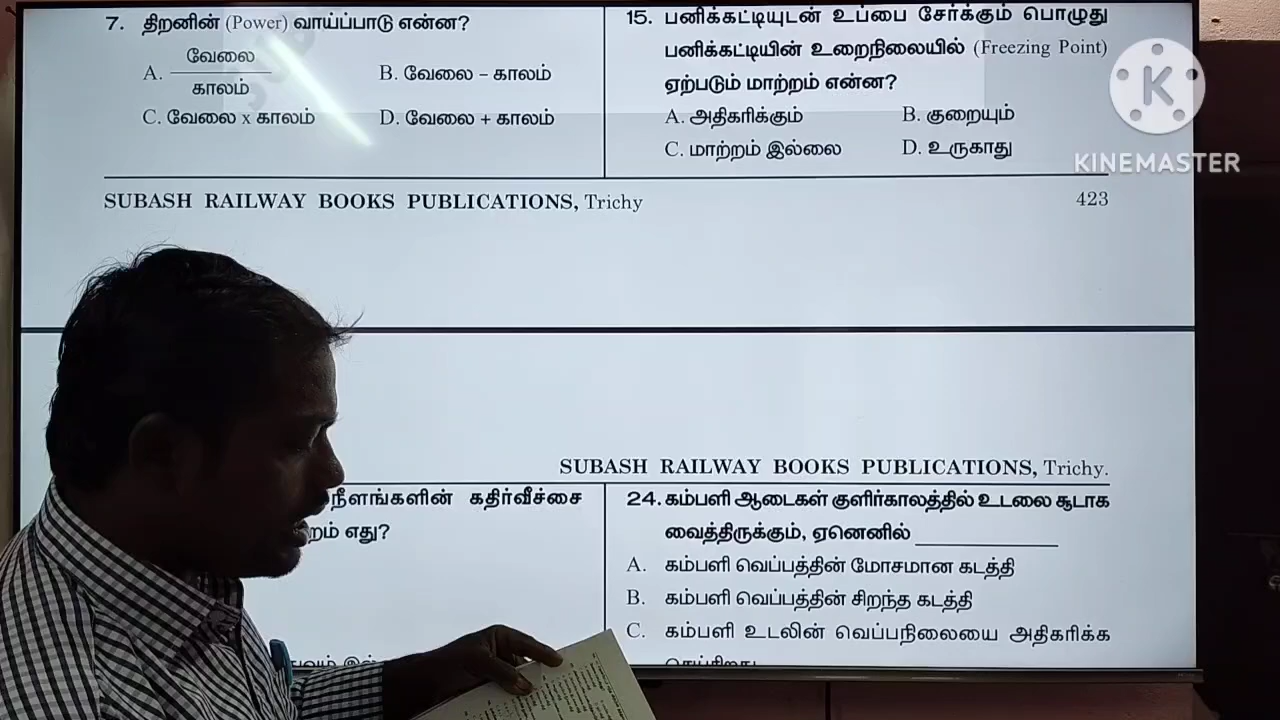 7. திறனின் (Power) வாய்ப்பாடு என்ன?
A. வேலை
காலம்
B. வேலை – காலம்
C. வேலை x காலம்
D. வேலை + காலம்
15. பனிக்கட்டியுடன் உப்பை சேர்க்கும் பொழுது
பனிக்கட்டியின் உறைநிலையில் (Freezing Point)
ஏற்படும் மாற்றம் என்ன?
A. அதிகரிக்கும்
B. குறையும்
C. மாற்றம் இல்லை
D. உருகாது
K
KINEMASTER
SUBASH RAILWAY BOOKS PUBLICATIONS, Trichy
423
SUBASH RAILWAY BOOKS PUBLICATIONS, Trichy.
நீளங்களின் கதிர்வீச்சை
எது?
24. கம்பளி ஆடைகள் குளிர்காலத்தில் உடலை சூடாக
வைத்திருக்கும், ஏனெனில் ____________
A. கம்பளி வெப்பத்தின் மோசமான கடத்தி
B. கம்பளி வெப்பத்தின் சிறந்த கடத்தி
C. கம்பளி உடலின் வெப்பநிலையை அதிகரிக்க